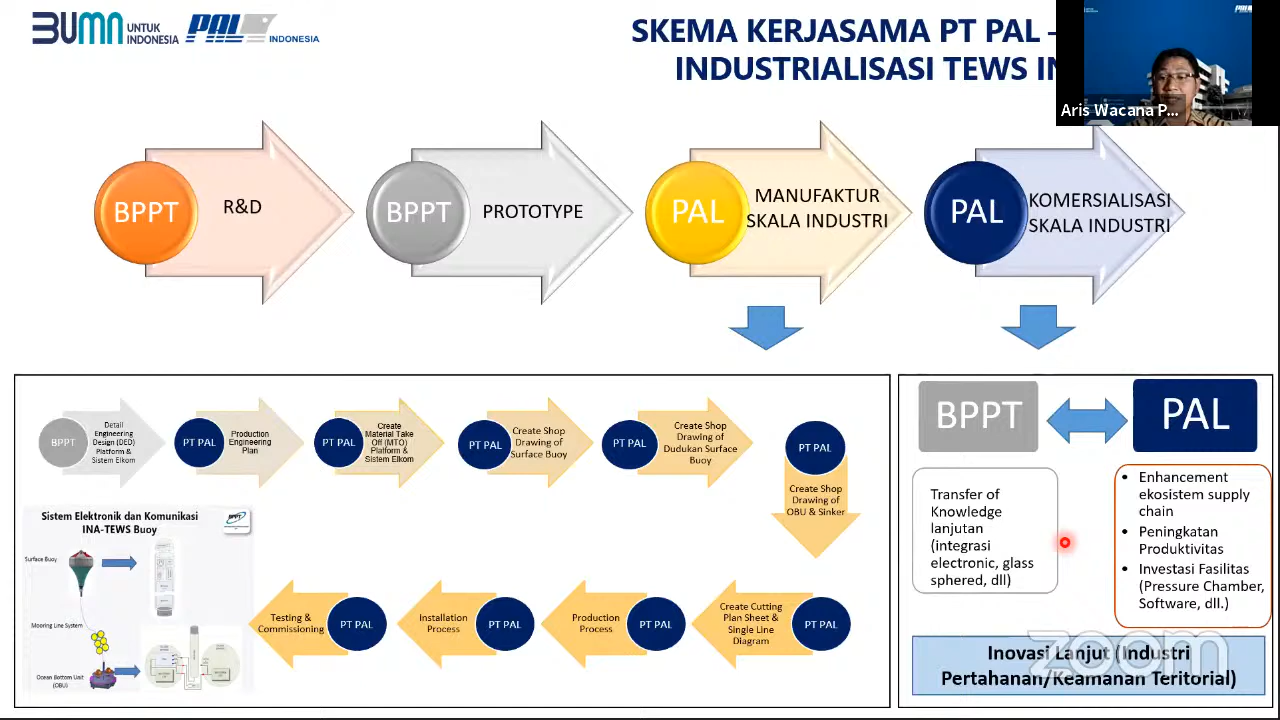 BUMN UNTUK
INDONESIA
PAL INDONESIA
SKEMA KERJASAMA PT PAL –
INDUSTRIALISASI TEWS IN
Aris Wacana P...
BPPT
R&D
BPPT
PROTOTYPE
PAL
MANUFAKTUR
SKALA INDUSTRI
PAL
KOMERSIALISASI
SKALA INDUSTRI
BPPT
Detail
Engineering
Design (DED)
Platform &
Sistem Elkom
PT PAL
Production
Engineering
Plan
PT PAL
Create
Material Take
Off (MTO)
Platform &
Sistem Elkom
PT PAL
Create Shop
Drawing of
Surface Buoy
PT PAL
Create Shop
Drawing of
Dudukan Surface
Buoy
PT PAL
Create Shop
Drawing of
OBU & Sinker
PT PAL
Create Cutting
Plan Sheet &
Single Line
Diagram
PT PAL
Production
Process
PT PAL
Installation
Process
PT PAL
Testing &
Commissioning
Sistem Elektronik dan Komunikasi
INA-TEWS Buoy
BPPT
Surface Buoy
Mooring Line System
Ocean Bottom Unit
(OBU)
BPPT
PAL
Transfer of
Knowledge
lanjutan
(integrasi
electronic, glass
sphered, dll)
• Enhancement
ekosistem supply
chain
• Peningkatan
Produktivitas
• Investasi Fasilitas
(Pressure Chamber,
Software, dll.)
Inovasi Lanjut (Industri
Pertahanan/Keamanan Teritorial)
zoom